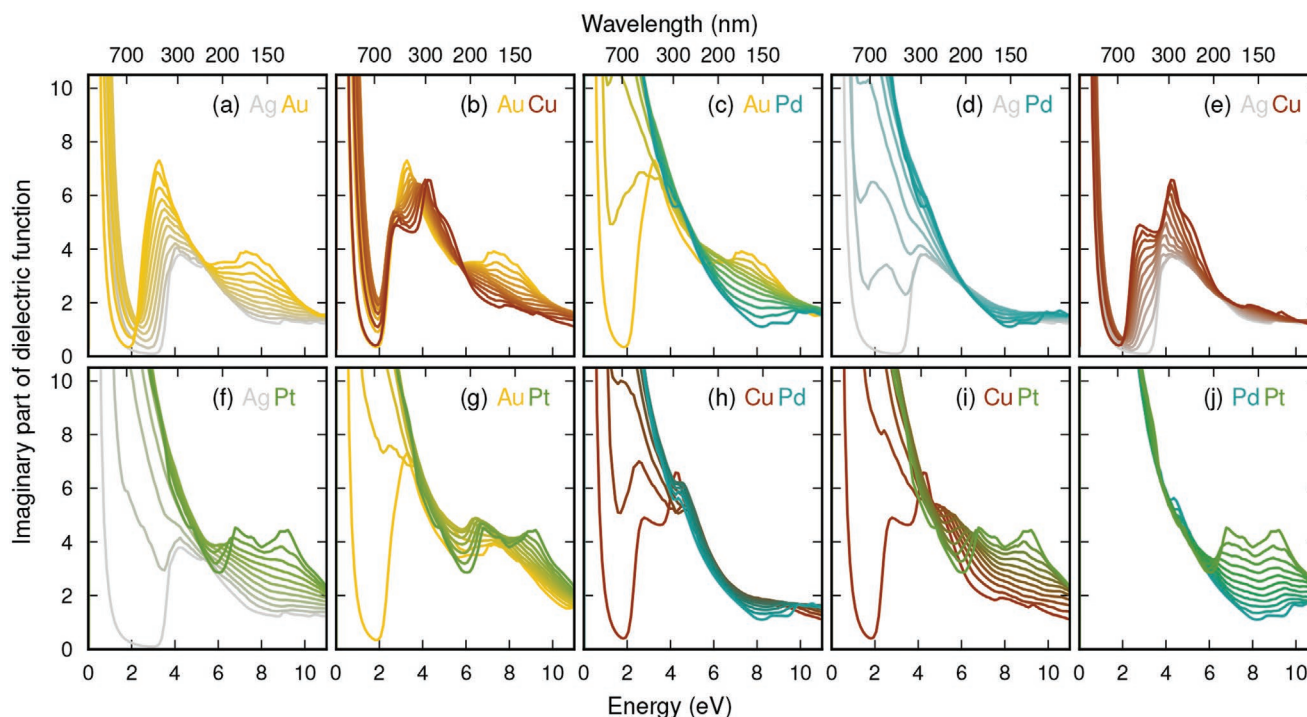 Wavelength (nm)
700 300 200 150 700 300 200 150 700 300 200 150 700 300 200 150 700 300 200 150
Imaginary part of dielectric function
10 (a) Ag Au (b) Au Cu (c) Au Pd (d) Ag Pd (e) Ag Cu
8
6
4
2
0
10 (f) Ag Pt (g) Au Pt (h) Cu Pd (i) Cu Pt (j) Pd Pt
8
6
4
2
0
0 2 4 6 8 10 0 2 4 6 8 10 0 2 4 6 8 10 0 2 4 6 8 10 0 2 4 6 8 10
Energy (eV)